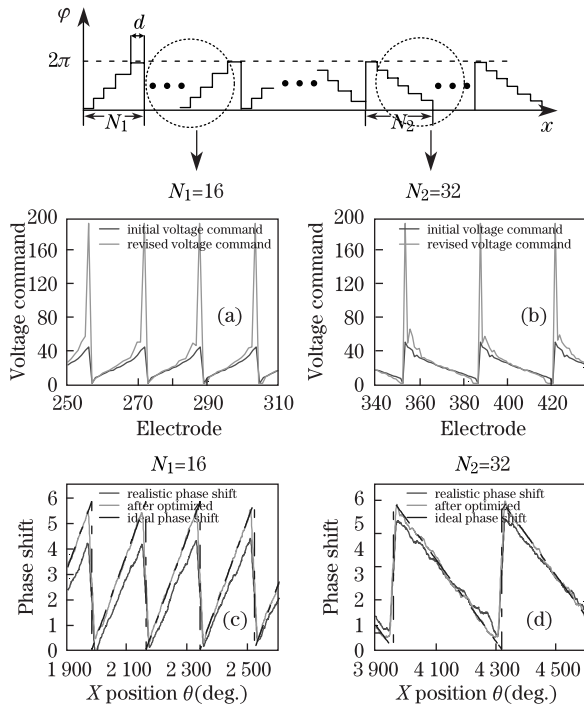 φ
d
2π
N₁
N₂
x
N₁=16
N₂=32
Voltage command
200
160
120
80
40
0
initial voltage command
revised voltage command
(a)
250 270 290 310
Electrode
Voltage command
200
160
120
80
50
40
0
initial voltage command
revised voltage command
(b)
340 360 380 400 420
Electrode
N₁=16
N₂=32
Phase shift
6
5
4
3
2
1
0
realistic phase shift
after optimized
ideal phase shift
(c)
1 900 2 100 2 300 2 500
X position θ(deg.)
Phase shift
6
5
4
3
2
1
0
realistic phase shift
after optimized
ideal phase shift
(d)
3 900 4 100 4 300 4 500
X position θ(deg.)